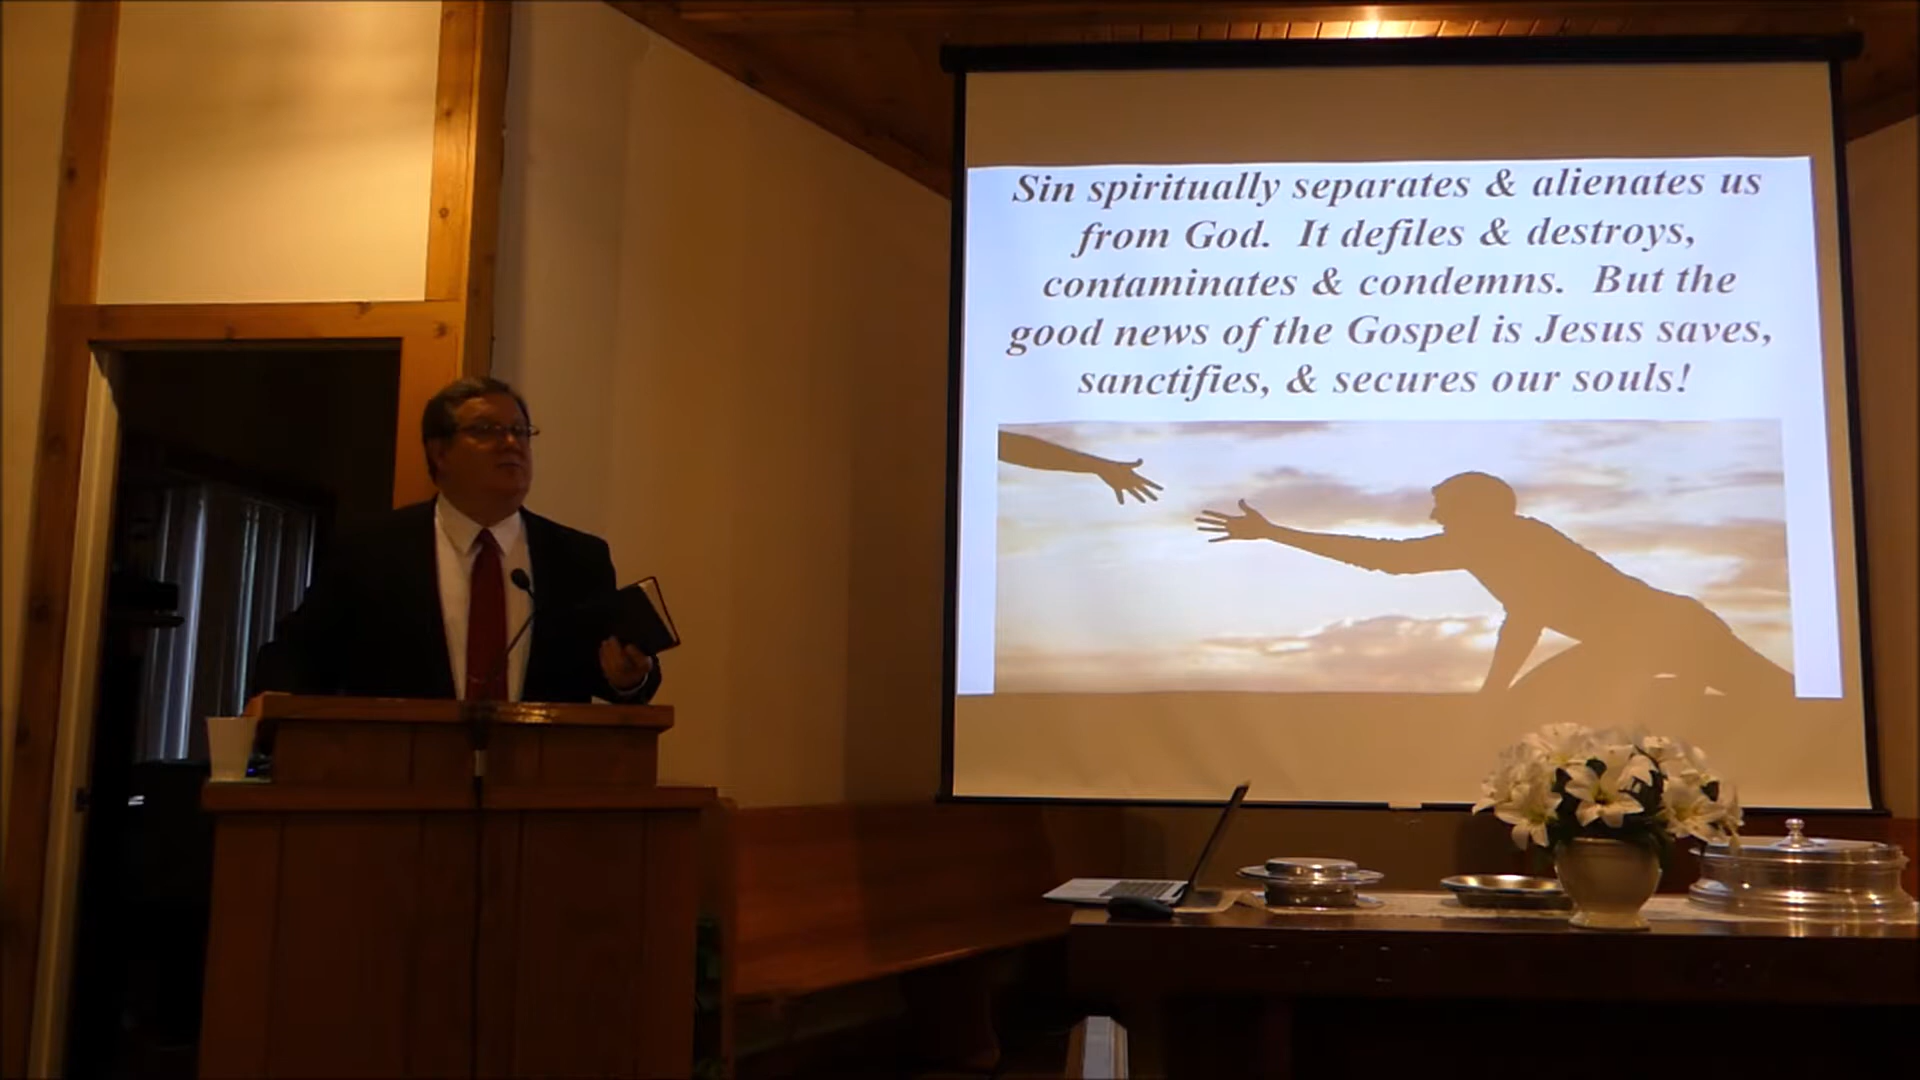 Sin spiritually separates & alienates us
from God. It defiles & destroys,
contaminates & condemns. But the
good news of the Gospel is Jesus saves,
sanctifies, & secures our souls!